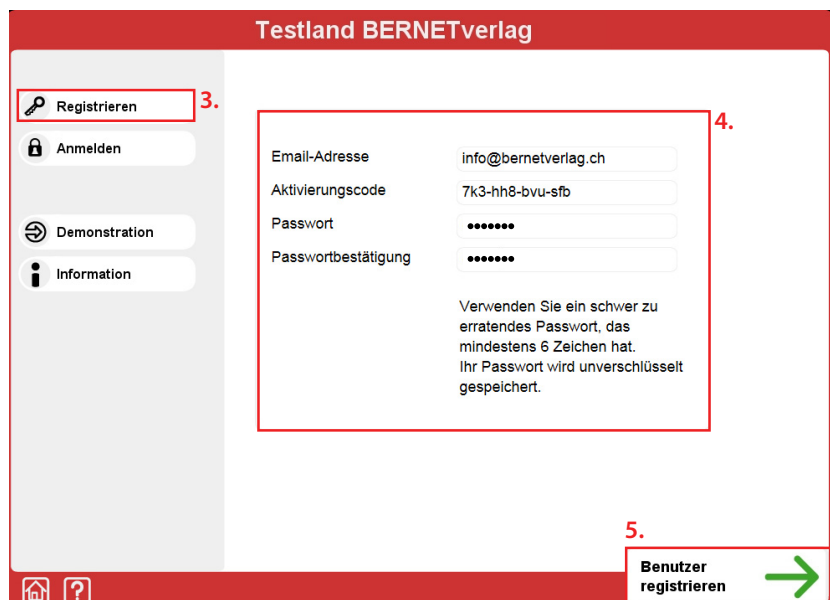 Testland BERNETverlag
Registrieren
3.
Anmelden
Demonstration
Information
4.
Email-Adresse info@bernetverlag.ch
Aktivierungscode 7k3-hh8-bvu-sfb
Passwort •••••••
Passwortbestätigung •••••••
Verwenden Sie ein schwer zu
erratendes Passwort, das
mindestens 6 Zeichen hat.
Ihr Passwort wird unverschlüsselt
gespeichert.
5.
Benutzer
registrieren
?